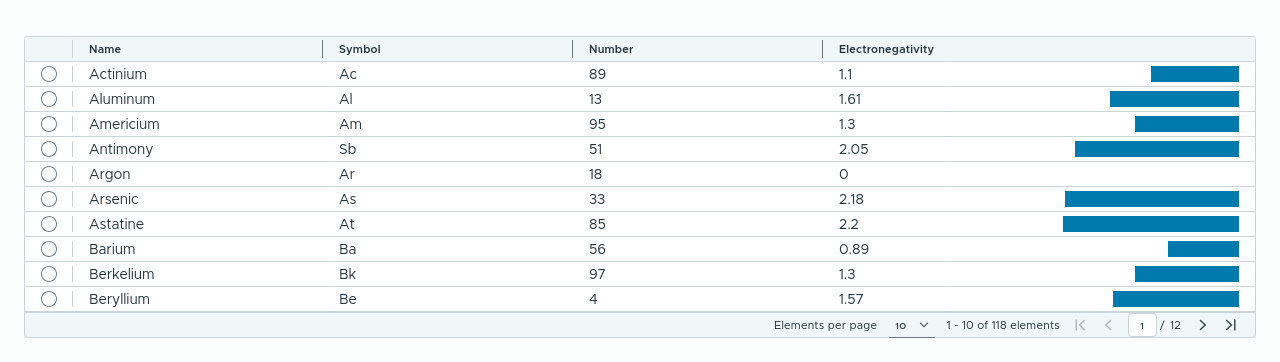 Name Symbol Number Electronegativity
Actinium Ac 89 1.1
Aluminum Al 13 1.61
Americium Am 95 1.3
Antimony Sb 51 2.05
Argon Ar 18 0
Arsenic As 33 2.18
Astatine At 85 2.2
Barium Ba 56 0.89
Berkelium Bk 97 1.3
Beryllium Be 4 1.57
Elements per page 10 1 - 10 of 118 elements 1 / 12